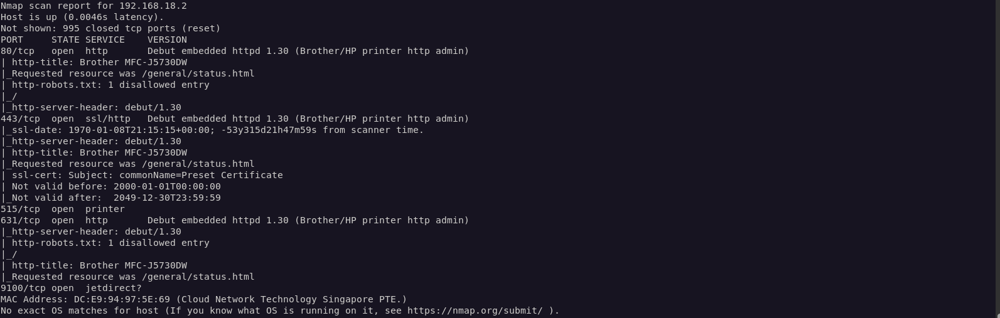 Nmap scan report for 192.168.18.2
Host is up (0.0046s latency).
Not shown: 995 closed tcp ports (reset)
PORT     STATE SERVICE    VERSION
80/tcp   open  http       Debut embedded httpd 1.30 (Brother/HP printer http admin)
| http-title: Brother MFC-J5730DW
|_Requested resource was /general/status.html
| http-robots.txt: 1 disallowed entry
|_/
|_http-server-header: debut/1.30
443/tcp  open  ssl/http   Debut embedded httpd 1.30 (Brother/HP printer http admin)
|_ssl-date: 1970-01-08T21:15:15+00:00; -53y315d21h47m59s from scanner time.
|_http-server-header: debut/1.30
| http-title: Brother MFC-J5730DW
|_Requested resource was /general/status.html
| ssl-cert: Subject: commonName=Preset Certificate
| Not valid before: 2000-01-01T00:00:00
|_Not valid after:  2049-12-30T23:59:59
515/tcp  open  printer
631/tcp  open  http       Debut embedded httpd 1.30 (Brother/HP printer http admin)
|_http-server-header: debut/1.30
| http-robots.txt: 1 disallowed entry
|_/
| http-title: Brother MFC-J5730DW
|_Requested resource was /general/status.html
9100/tcp open  jetdirect?
MAC Address: DC:E9:94:97:5E:69 (Cloud Network Technology Singapore PTE.)
No exact OS matches for host (If you know what OS is running on it, see https://nmap.org/submit/ ).